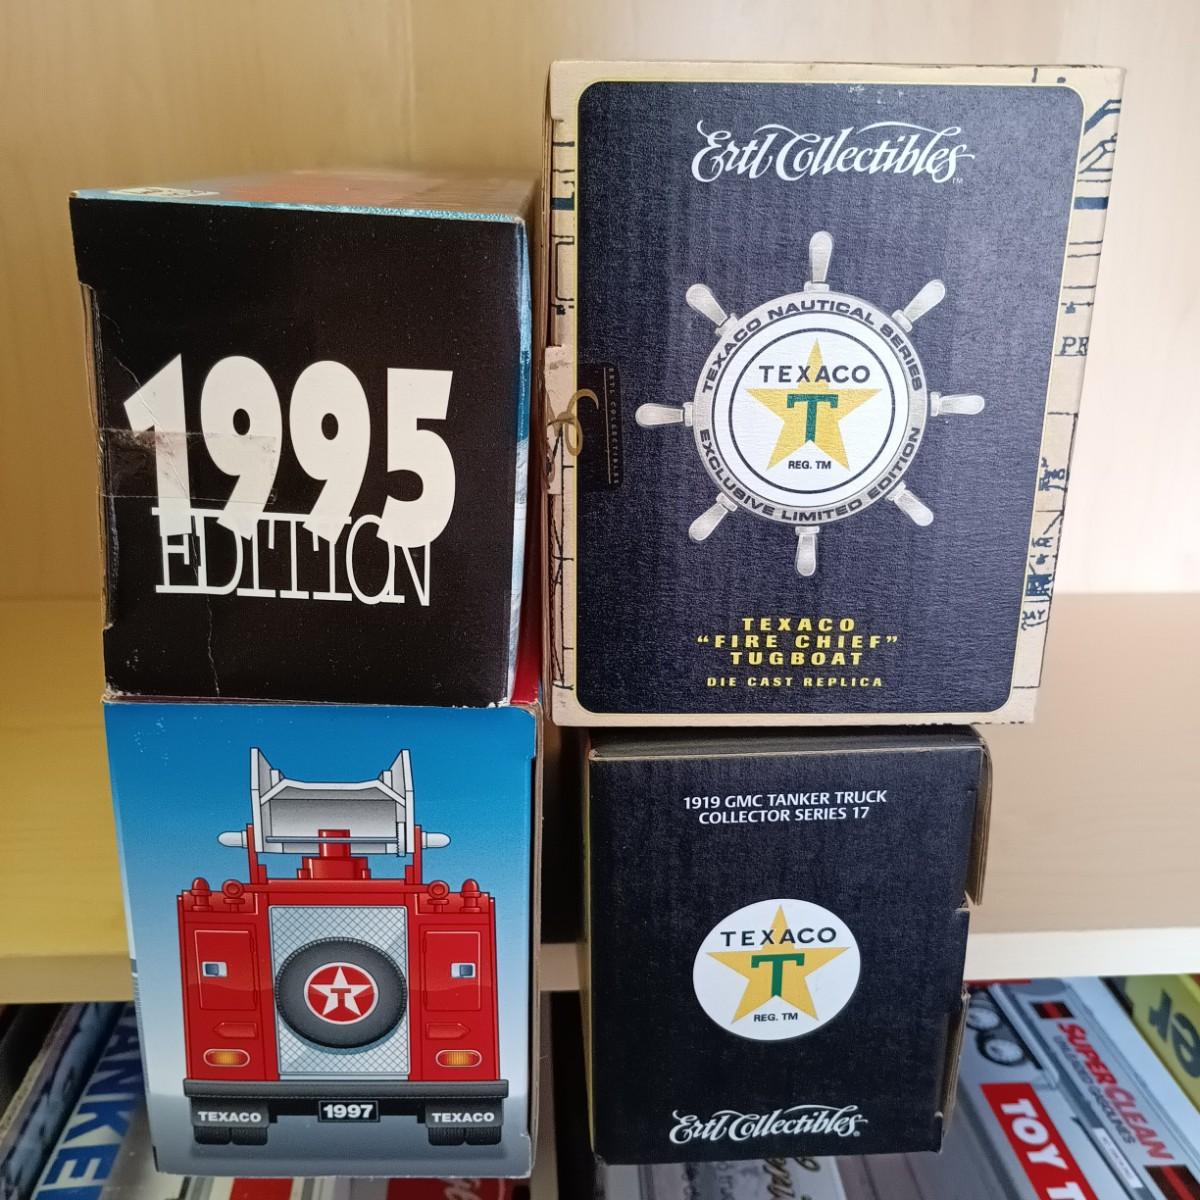 1995
EDITION
Ertl Collectibles™
TEXACO NAUTICAL SERIES
TEXACO
T
REG. TM
EXCLUSIVE LIMITED EDITION
ERTL COLLECTIBLES
TEXACO
"FIRE CHIEF"
TUGBOAT
DIE CAST REPLICA
T
TEXACO
1997
TEXACO
1919 GMC TANKER TRUCK
COLLECTOR SERIES 17
TEXACO
T
REG. TM
Ertl Collectibles®
SUPER CLEAN
TOY